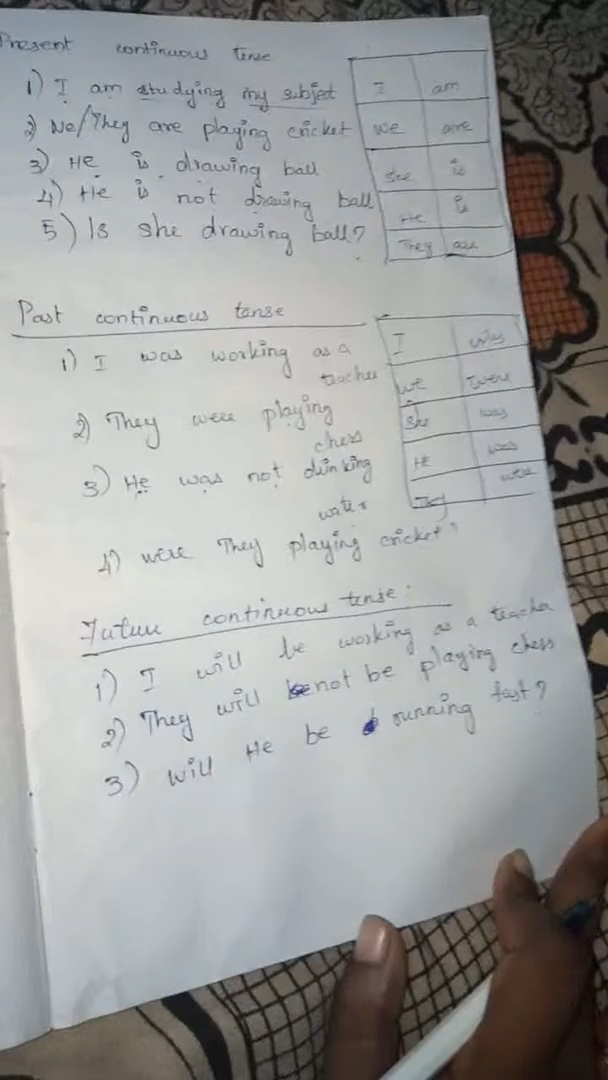 Present continuous tense
1) I am studying my subject
2) We/They are playing cricket
3) He is drawing ball
4) He is not drawing ball
5) Is she drawing ball?
I am
we are
she is
He is
They are
Past continuous tense
1) I was working as a
teacher
2) They were playing
chess
3) He was not drinking
water
4) were They playing cricket?
I was
we were
she was
He was
They were
Future continuous tense:
1) I will be working as a teacher
2) They will not be playing chess
3) will He be running fast?